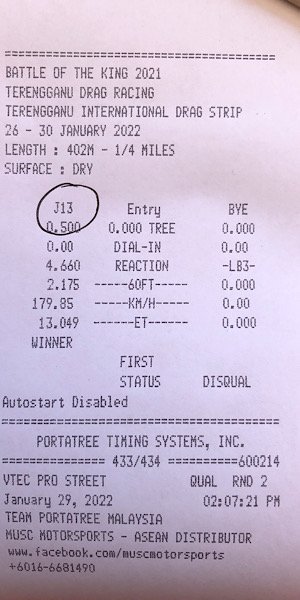 ================================
BATTLE OF THE KING 2021
TERENGGANU DRAG RACING
TERENGGANU INTERNATIONAL DRAG STRIP
26 - 30 JANUARY 2022
LENGTH : 402M - 1/4 MILES
SURFACE : DRY
J13 Entry BYE
0.500 0.000 TREE 0.000
0.00 DIAL-IN 0.00
4.660 REACTION -LB3-
2.175 -----60FT----- 0.000
179.85 -----KM/H----- 0.00
13.049 ------ET------ 0.000
WINNER
FIRST
STATUS DISQUAL
Autostart Disabled
================================
PORTATREE TIMING SYSTEMS, INC.
============== 433/434 ==========600214
VTEC PRO STREET QUAL RND 2
January 29, 2022 02:07:21 PM
TEAM PORTATREE MALAYSIA
MUSC MOTORSPORTS - ASEAN DISTRIBUTOR
www.facebook.com/muscmotorsports
+6016-6681490